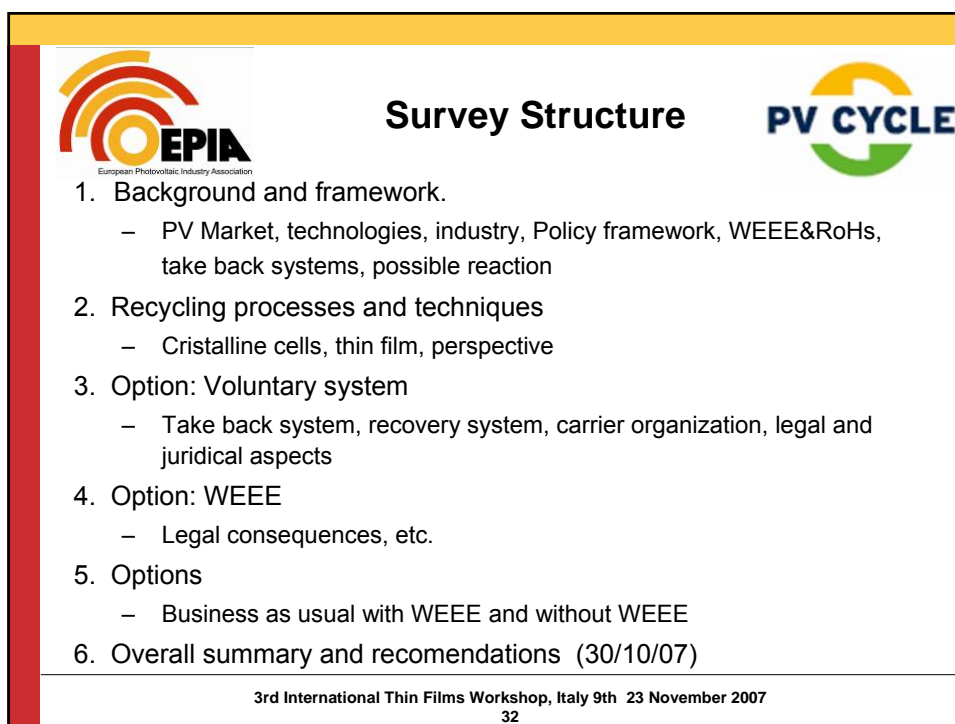 EPIA
European Photovoltaic Industry Association
Survey Structure
PV CYCLE
1. Background and framework.
– PV Market, technologies, industry, Policy framework, WEEE&RoHs,
take back systems, possible reaction
2. Recycling processes and techniques
– Cristalline cells, thin film, perspective
3. Option: Voluntary system
– Take back system, recovery system, carrier organization, legal and
juridical aspects
4. Option: WEEE
– Legal consequences, etc.
5. Options
– Business as usual with WEEE and without WEEE
6. Overall summary and recomendations (30/10/07)
3rd International Thin Films Workshop, Italy 9th 23 November 2007
32